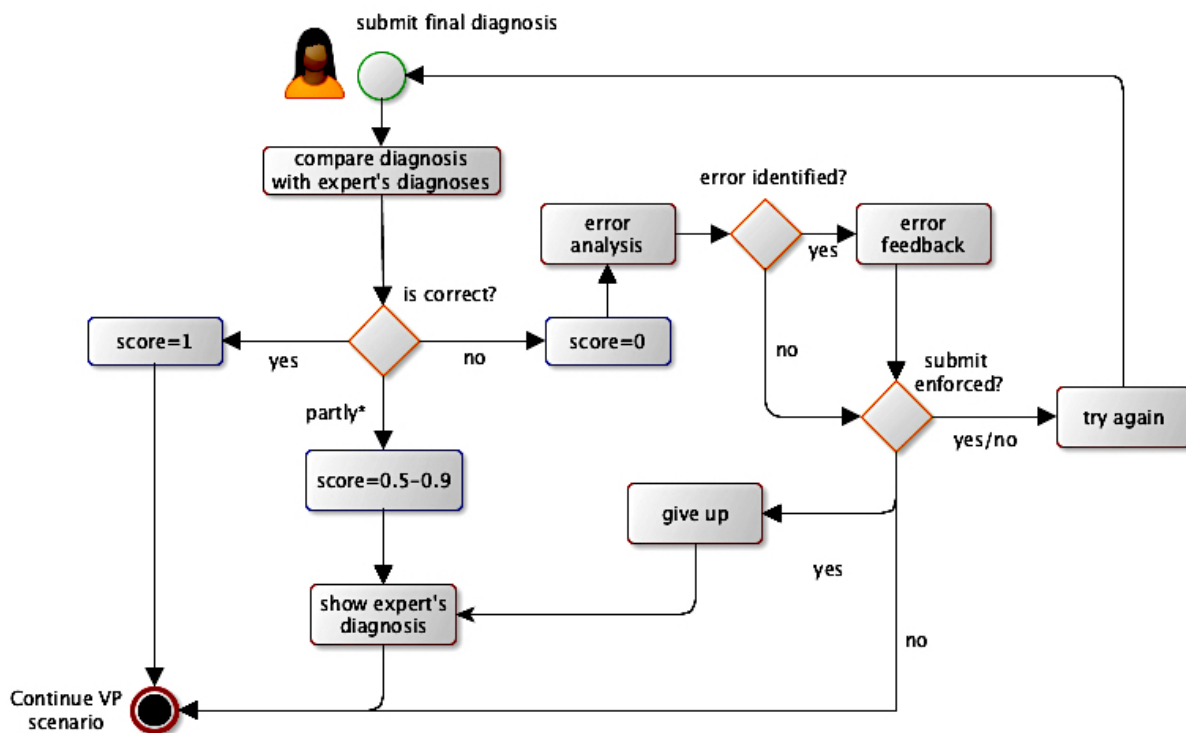 submit final diagnosis
compare diagnosis
with expert's diagnoses
error identified?
error
analysis
yes
error
feedback
is correct?
score=1
yes
no
score=0
no
submit
enforced?
try again
yes/no
partly*
score=0.5-0.9
give up
yes
show expert's
diagnosis
no
Continue VP
scenario